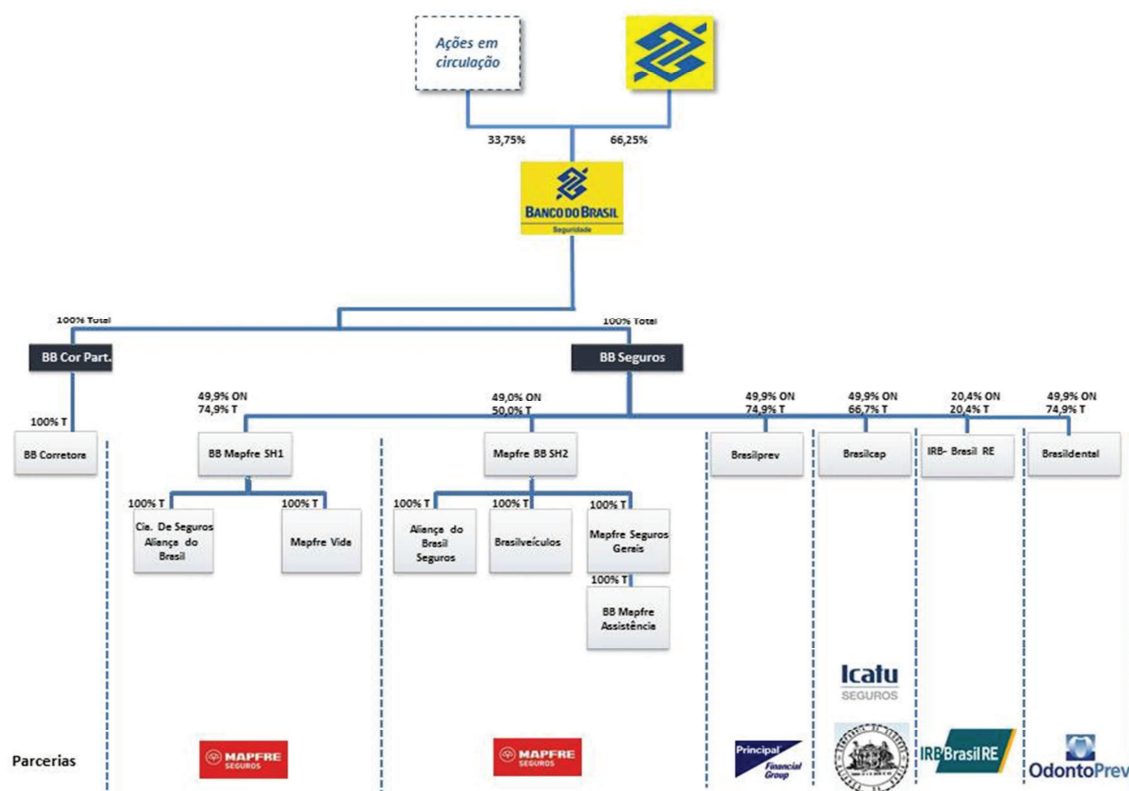 Ações em
circulação
33,75%
66,25%
BANCO DO BRASIL
Seguridade
100% Total
100% Total
BB Cor Part.
BB Seguros
100% T
49,9% ON
74,9% T
49,0% ON
50,0% T
49,9% ON
74,9% T
49,9% ON
66,7% T
20,4% ON
20,4% T
49,9% ON
74,9% T
BB Corretora
BB Mapfre SH1
Mapfre BB SH2
Brasilprev
Brasilcap
IRB- Brasil RE
Brasildental
100% T
100% T
100% T
100% T
100% T
Cia. De Seguros
Aliança do
Brasil
Mapfre Vida
Aliança do
Brasil
Seguros
Brasilveículos
Mapfre Seguros
Gerais
100% T
BB Mapfre
Assistência
Icatu
SEGUROS
Parcerias
MAPFRE
SEGUROS
MAPFRE
SEGUROS
Principal
Financial
Group
IRB-BrasilRE
OdontoPrev